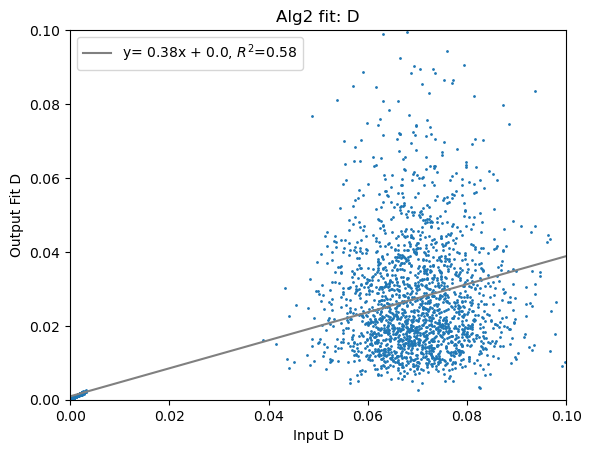 Alg2 fit: D
y= 0.38x + 0.0, R²=0.58
0.10
0.08
0.06
0.04
0.02
0.00
Output Fit D
0.00 0.02 0.04 0.06 0.08 0.10
Input D